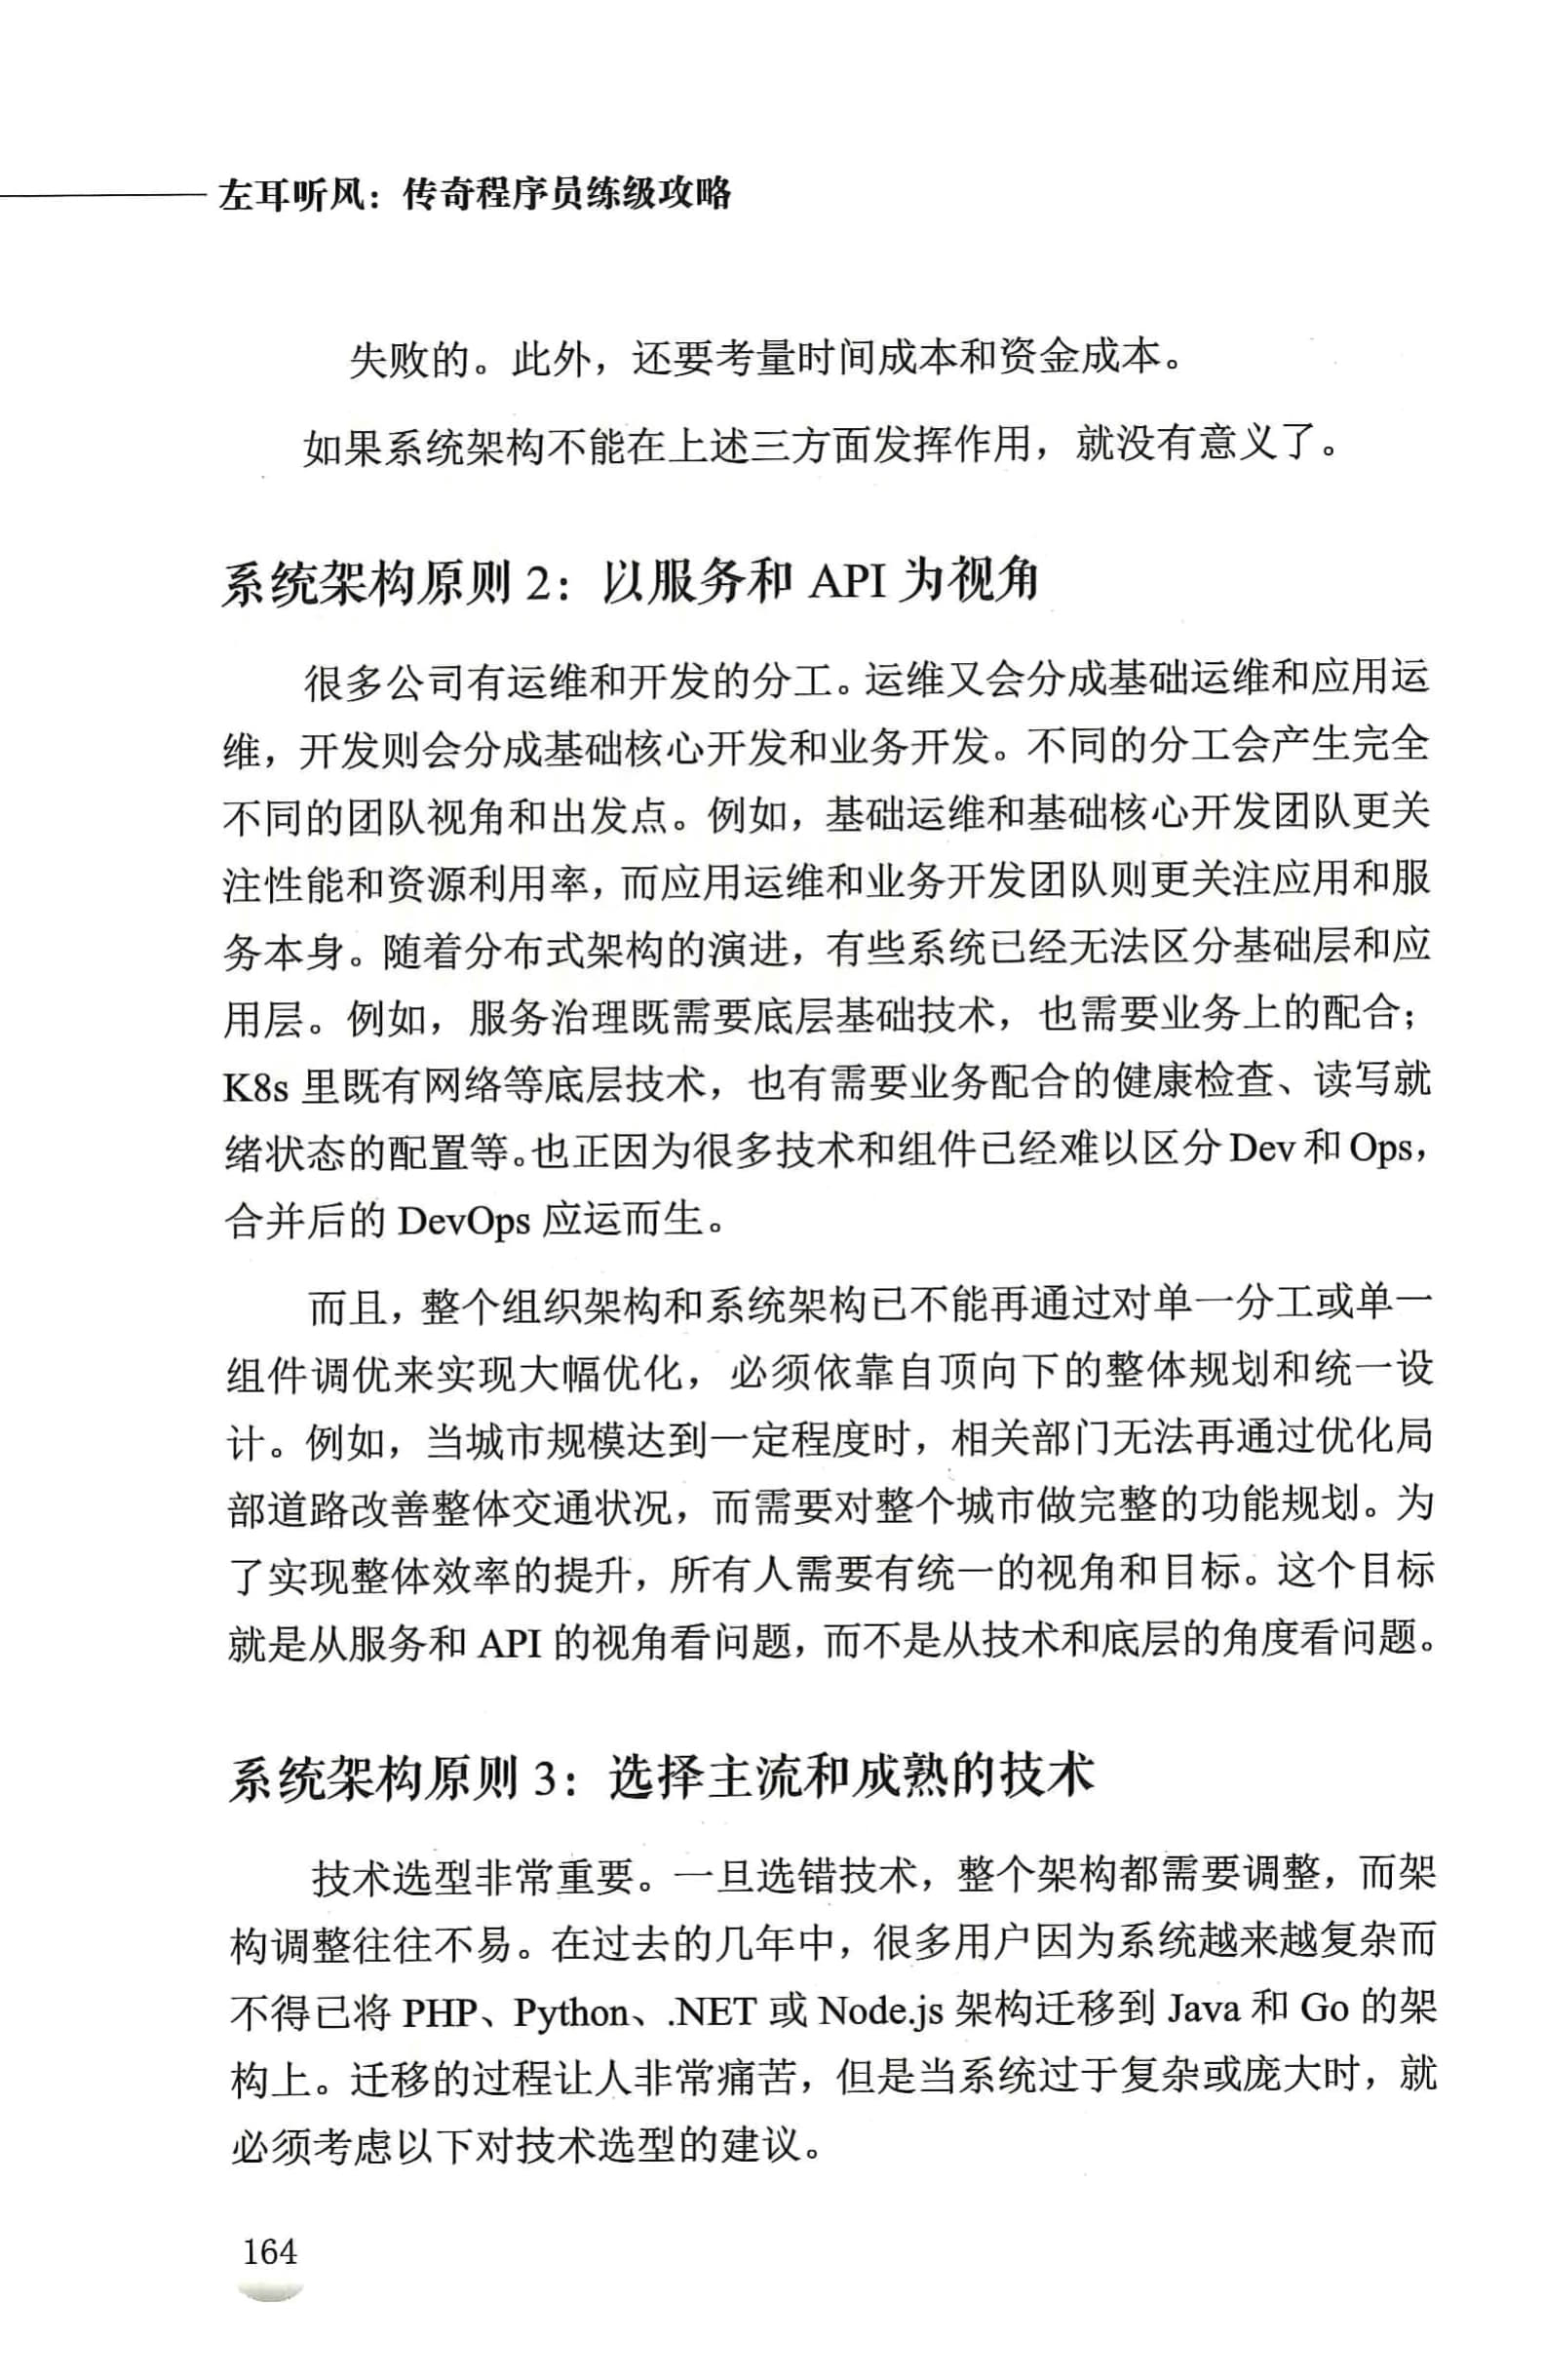 左耳听风：传奇程序员练级攻略
失败的。此外，还要考量时间成本和资金成本。
如果系统架构不能在上述三方面发挥作用，就没有意义了。
系统架构原则 2：以服务和 API 为视角
很多公司有运维和开发的分工。运维又会分成基础运维和应用运
维，开发则会分成基础核心开发和业务开发。不同的分工会产生完全
不同的团队视角和出发点。例如，基础运维和基础核心开发团队更关
注性能和资源利用率，而应用运维和业务开发团队则更关注应用和服
务本身。随着分布式架构的演进，有些系统已经无法区分基础层和应
用层。例如，服务治理既需要底层基础技术，也需要业务上的配合；
K8s 里既有网络等底层技术，也有需要业务配合的健康检查、读写就
绪状态的配置等。也正因为很多技术和组件已经难以区分 Dev 和 Ops，
合并后的 DevOps 应运而生。
而且，整个组织架构和系统架构已不能再通过对单一分工或单一
组件调优来实现大幅优化，必须依靠自顶向下的整体规划和统一设
计。例如，当城市规模达到一定程度时，相关部门无法再通过优化局
部道路改善整体交通状况，而需要对整个城市做完整的功能规划。为
了实现整体效率的提升，所有人需要有统一的视角和目标。这个目标
就是从服务和 API 的视角看问题，而不是从技术和底层的角度看问题。
系统架构原则 3：选择主流和成熟的技术
技术选型非常重要。一旦选错技术，整个架构都需要调整，而架
构调整往往不易。在过去的几年中，很多用户因为系统越来越复杂而
不得已将 PHP、Python、.NET 或 Node.js 架构迁移到 Java 和 Go 的架
构上。迁移的过程让人非常痛苦，但是当系统过于复杂或庞大时，就
必须考虑以下对技术选型的建议。
164